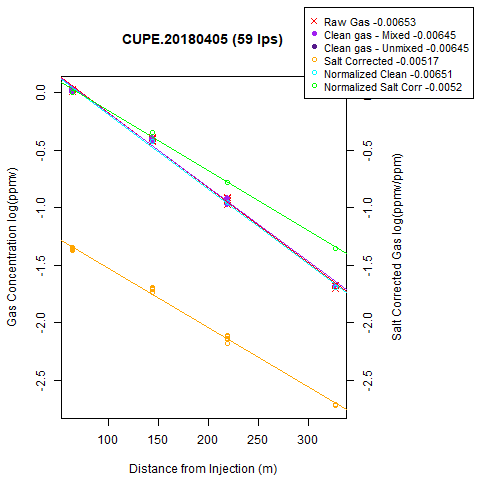 CUPE.20180405 (59 lps)
Raw Gas -0.00653
Clean gas - Mixed -0.00645
Clean gas - Unmixed -0.00645
Salt Corrected -0.00517
Normalized Clean -0.00651
Normalized Salt Corr -0.0052
Gas Concentration log(ppmv)
0.0
-0.5
-1.0
-1.5
-2.0
-2.5
100
150
200
250
300
Distance from Injection (m)
-0.5
-1.0
-1.5
-2.0
-2.5
Salt Corrected Gas log(ppmv/ppm)